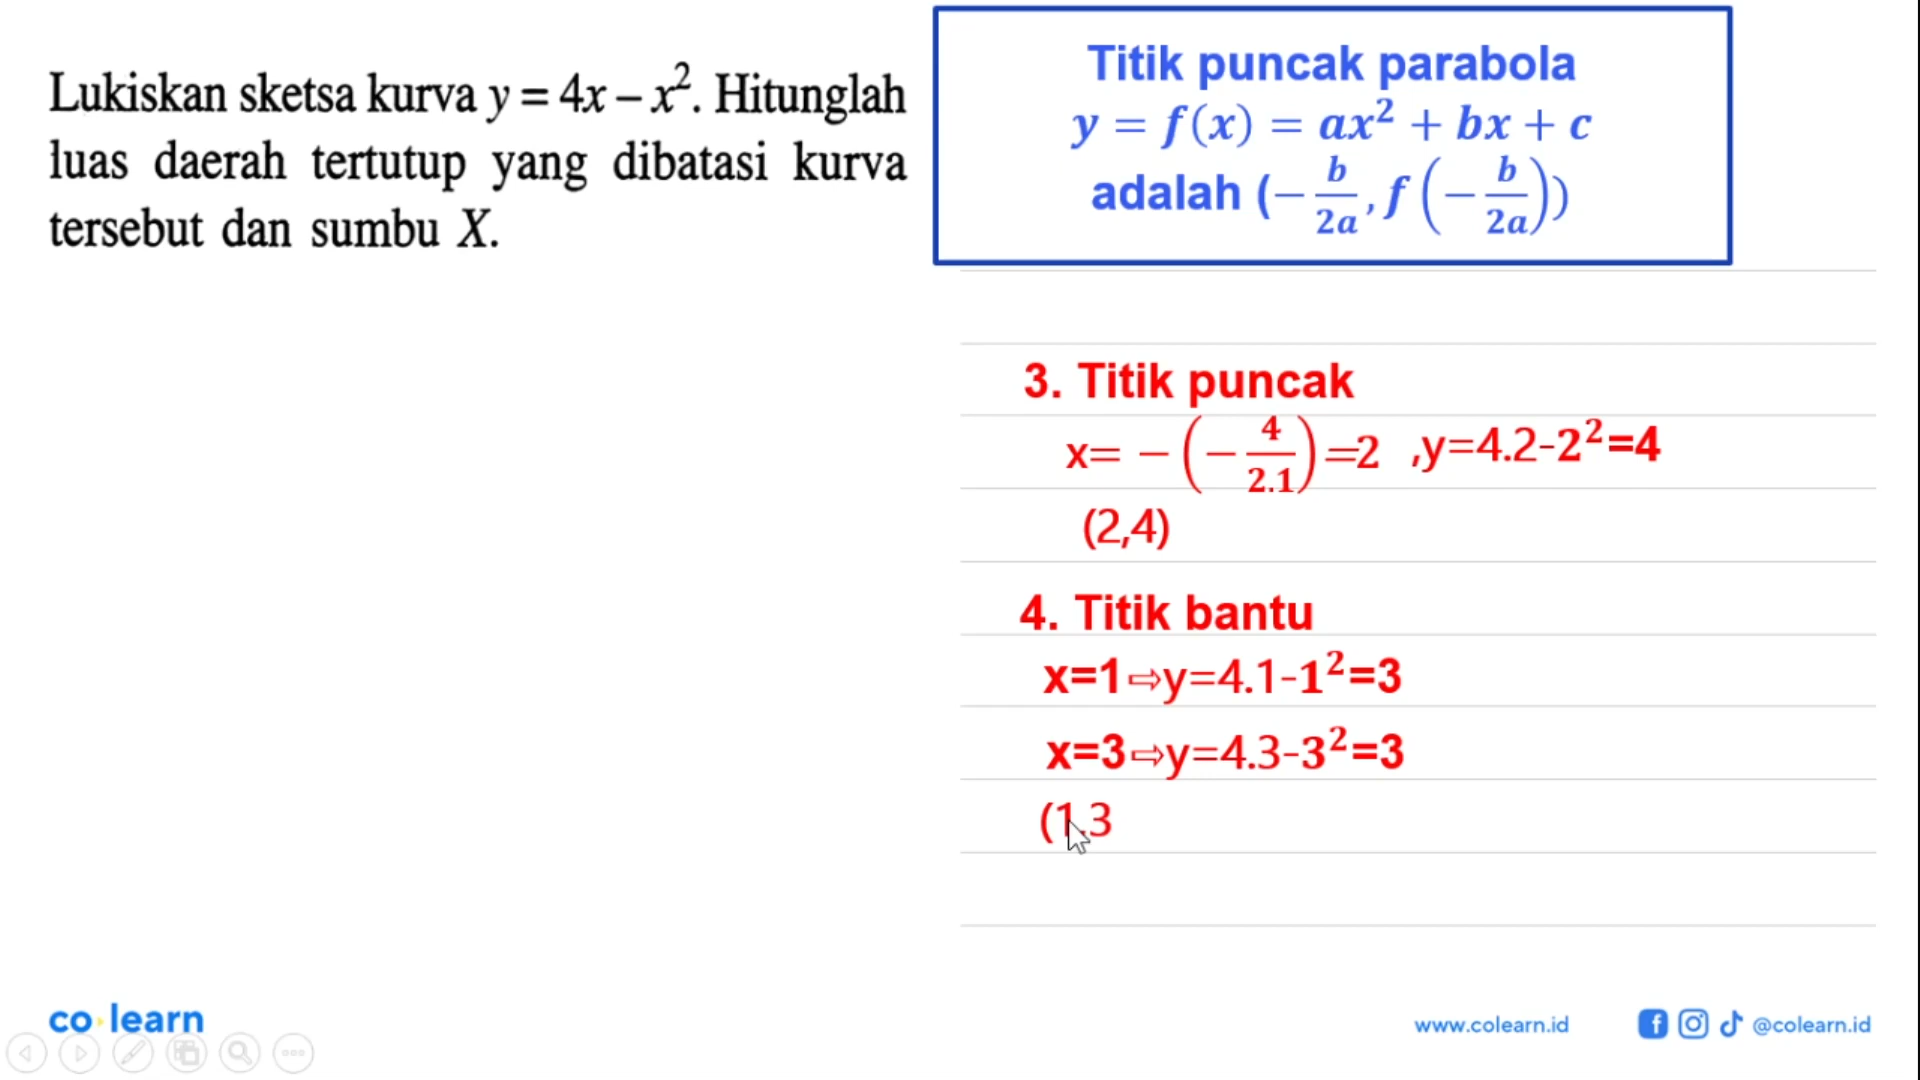 Lukiskan sketsa kurva y = 4x – x². Hitunglah
luas daerah tertutup yang dibatasi kurva
tersebut dan sumbu X.
Titik puncak parabola
y = f(x) = ax² + bx + c
adalah (−b/2a, f(−b/2a))
3. Titik puncak
x= −(−4/2.1)=2 ,y=4.2-2²=4
(2,4)
4. Titik bantu
x=1⇨y=4.1-1²=3
x=3⇨y=4.3-3²=3
(1,3
co learn
www.colearn.id
@colearn.id